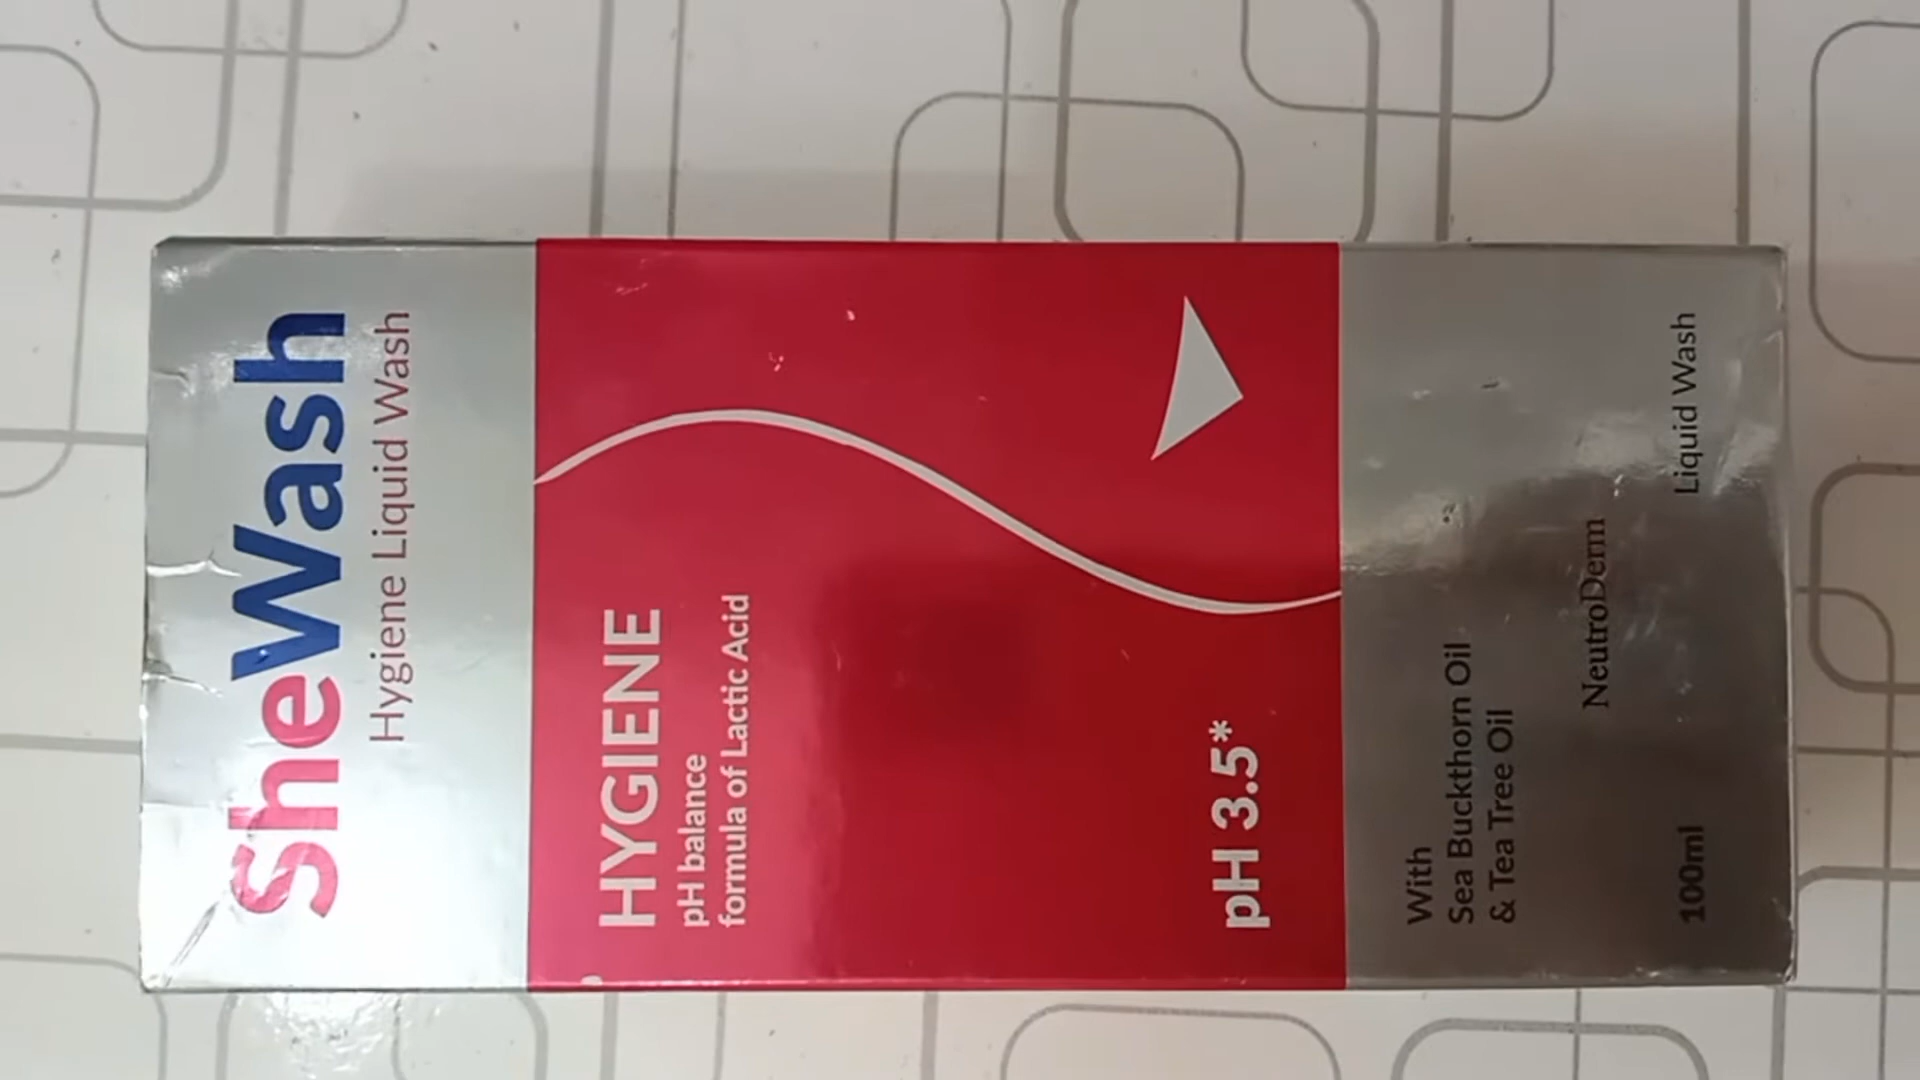 SheWash
Hygiene Liquid Wash
HYGIENE
pH balance
formula of Lactic Acid
pH 3.5*
With
Sea Buckthorn Oil
& Tea Tree Oil
NeutroDerm
100ml Liquid Wash